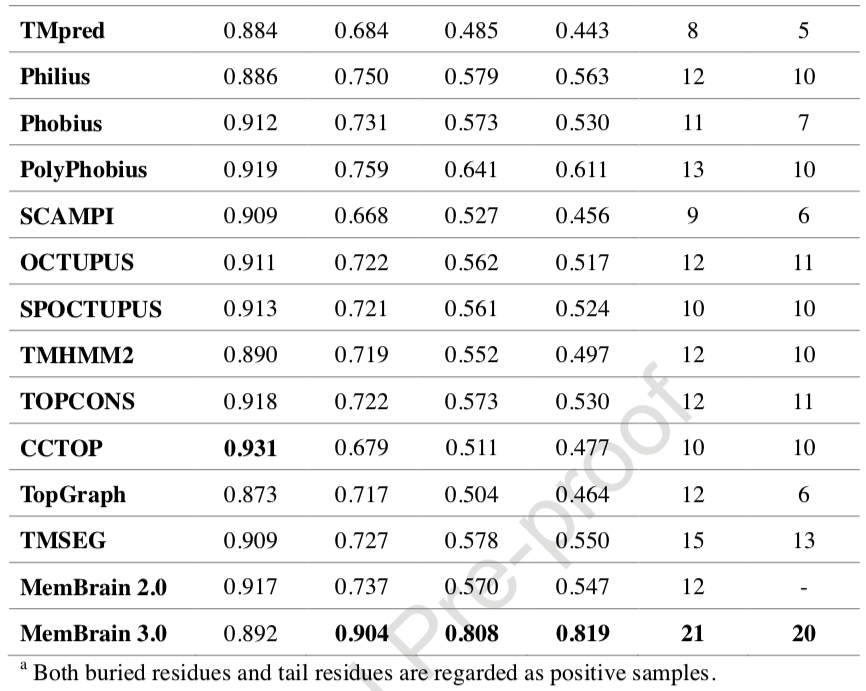 TMpred 0.884 0.684 0.485 0.443 8 5
Philius 0.886 0.750 0.579 0.563 12 10
Phobius 0.912 0.731 0.573 0.530 11 7
PolyPhobius 0.919 0.759 0.641 0.611 13 10
SCAMPI 0.909 0.668 0.527 0.456 9 6
OCTUPUS 0.911 0.722 0.562 0.517 12 11
SPOCTUPUS 0.913 0.721 0.561 0.524 10 10
TMHMM2 0.890 0.719 0.552 0.497 12 10
TOPCONS 0.918 0.722 0.573 0.530 12 11
CCTOP 0.931 0.679 0.511 0.477 10 10
TopGraph 0.873 0.717 0.504 0.464 12 6
TMSEG 0.909 0.727 0.578 0.550 15 13
MemBrain 2.0 0.917 0.737 0.570 0.547 12 -
MemBrain 3.0 0.892 0.904 0.808 0.819 21 20
a Both buried residues and tail residues are regarded as positive samples.
Pre-proof